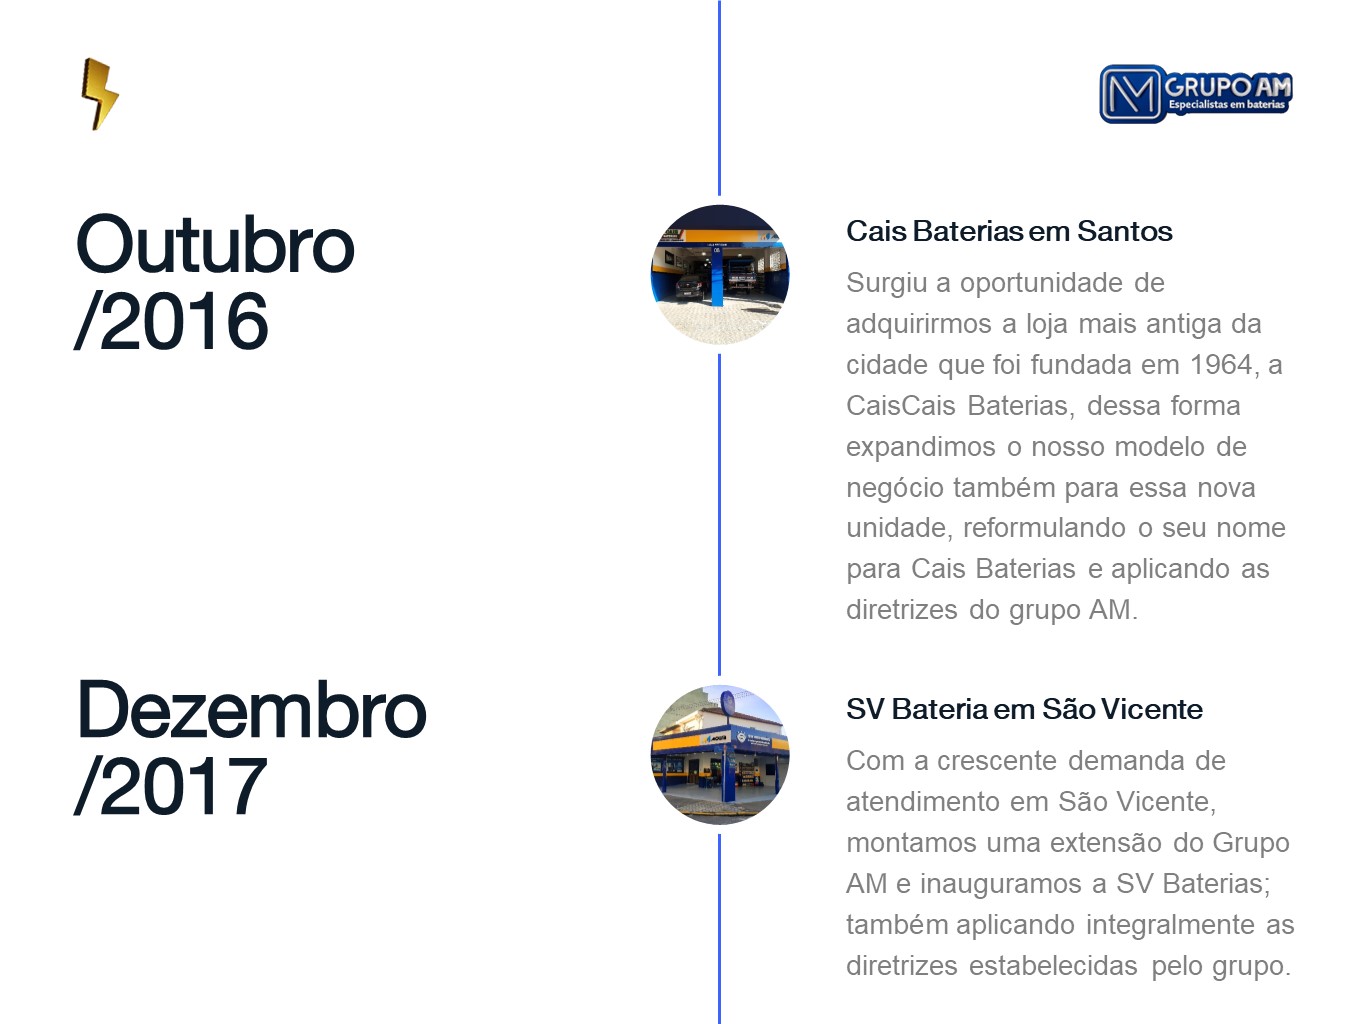 GRUPO AM
Especialistas em baterias
Outubro
/2016
Cais Baterias em Santos
Surgiu a oportunidade de
adquirirmos a loja mais antiga da
cidade que foi fundada em 1964, a
CaisCais Baterias, dessa forma
expandimos o nosso modelo de
negócio também para essa nova
unidade, reformulando o seu nome
para Cais Baterias e aplicando as
diretrizes do grupo AM.
Dezembro
/2017
SV Bateria em São Vicente
Com a crescente demanda de
atendimento em São Vicente,
montamos uma extensão do Grupo
AM e inauguramos a SV Baterias;
também aplicando integralmente as
diretrizes estabelecidas pelo grupo.